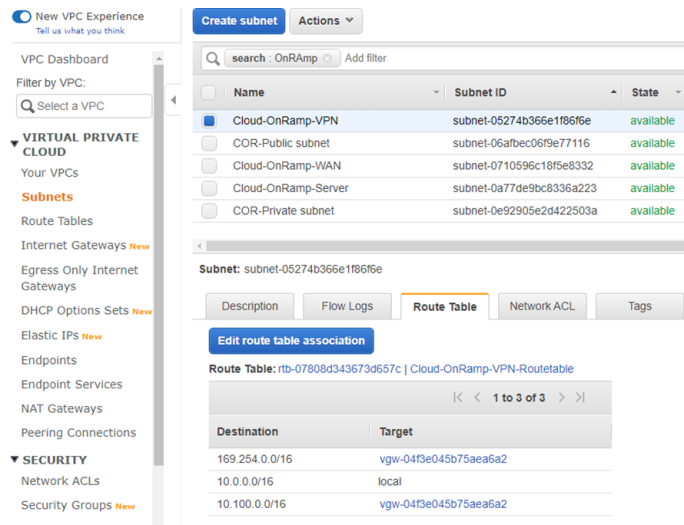 New VPC Experience
Tell us what you think
VPC Dashboard
Filter by VPC:
Select a VPC
VIRTUAL PRIVATE
CLOUD
Your VPCs
Subnets
Route Tables
Internet Gateways New
Egress Only Internet
Gateways
DHCP Options Sets New
Elastic IPs New
Endpoints
Endpoint Services
NAT Gateways
Peering Connections
SECURITY
Network ACLs
Security Groups New
Create subnet Actions
search : OnRAmp Add filter
Name Subnet ID State
Cloud-OnRamp-VPN subnet-05274b366e1f86f6e available
COR-Public subnet subnet-06afbec06f9e77116 available
Cloud-OnRamp-WAN subnet-0710596c18f5e8332 available
Cloud-OnRamp-Server subnet-0a77de9bc8336a223 available
COR-Private subnet subnet-0e92905e2d422503a available
Subnet: subnet-05274b366e1f86f6e
Description Flow Logs Route Table Network ACL Tags
Edit route table association
Route Table: rtb-07808d343673d657c | Cloud-OnRamp-VPN-Routetable
1 to 3 of 3
Destination Target
169.254.0.0/16 vgw-04f3e045b75aea6a2
10.0.0.0/16 local
10.100.0.0/16 vgw-04f3e045b75aea6a2